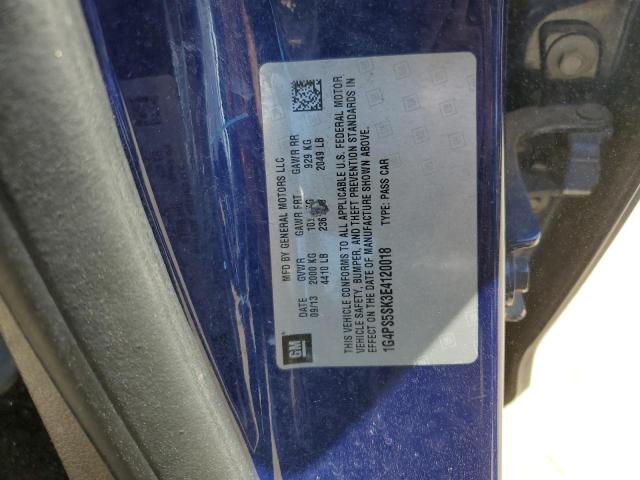 GM
MFD BY GENERAL MOTORS LLC
DATE GVWR GAWR FRT GAWR RR
09/13 2000 KG KG 929 KG
4410 LB 2049 LB
THIS VEHICLE CONFORMS TO ALL APPLICABLE U.S. FEDERAL MOTOR
VEHICLE SAFETY, BUMPER, AND THEFT PREVENTION STANDARDS IN
EFFECT ON THE DATE OF MANUFACTURE SHOWN ABOVE.
1G4PS5SK3E4120018 TYPE: PASS CAR